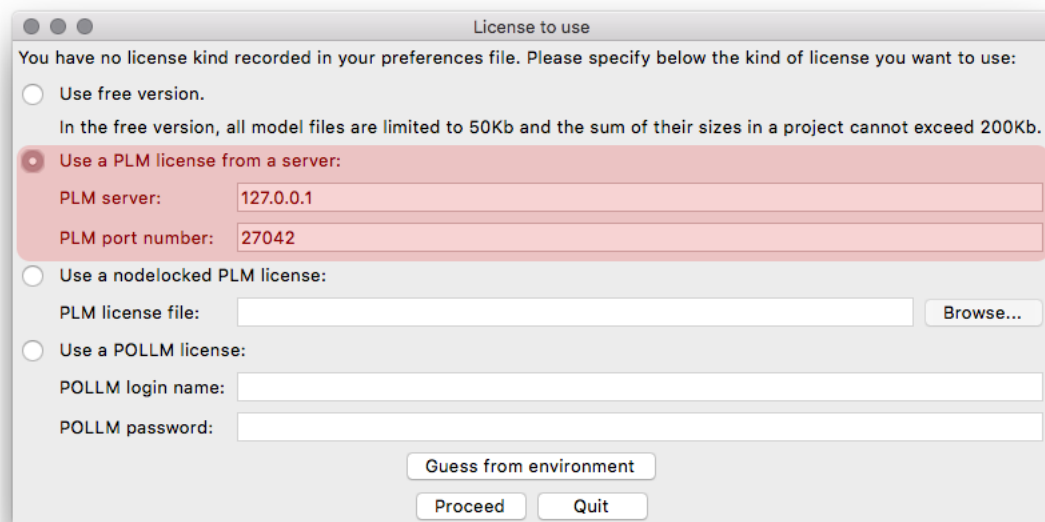 License to use
You have no license kind recorded in your preferences file. Please specify below the kind of license you want to use:
Use free version.
In the free version, all model files are limited to 50Kb and the sum of their sizes in a project cannot exceed 200Kb.
Use a PLM license from a server:
PLM server: 127.0.0.1
PLM port number: 27042
Use a nodelocked PLM license:
PLM license file: Browse...
Use a POLLM license:
POLLM login name:
POLLM password:
Guess from environment
Proceed Quit